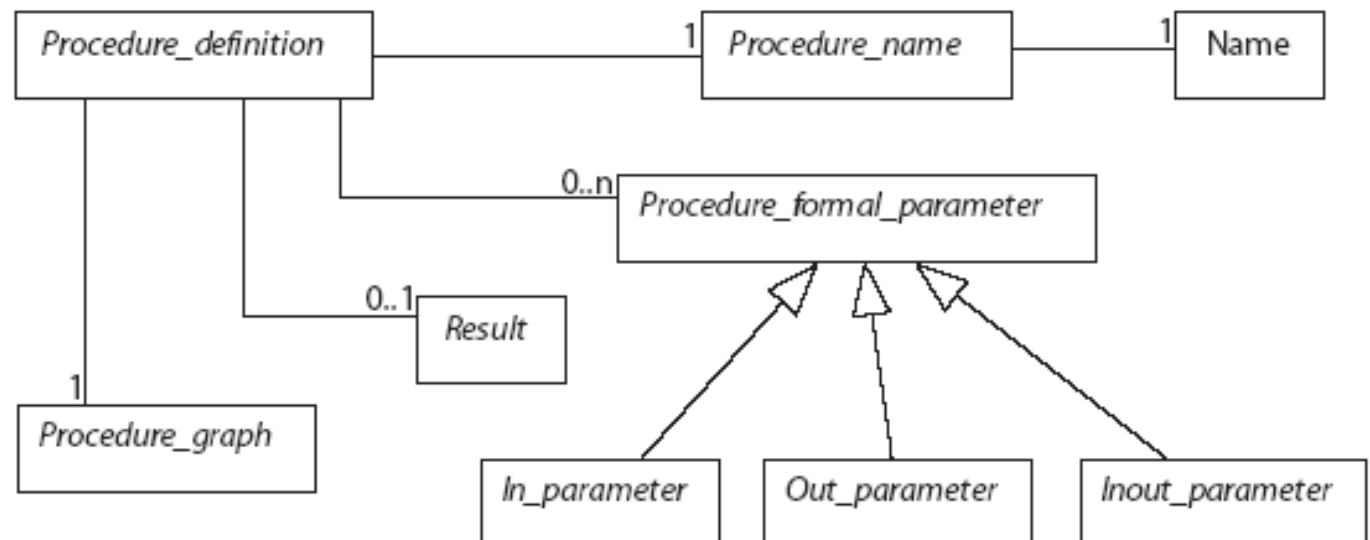 Procedure_definition
1
Procedure_name
1
Name
0..n
Procedure_formal_parameter
0..1
Result
1
Procedure_graph
In_parameter
Out_parameter
Inout_parameter